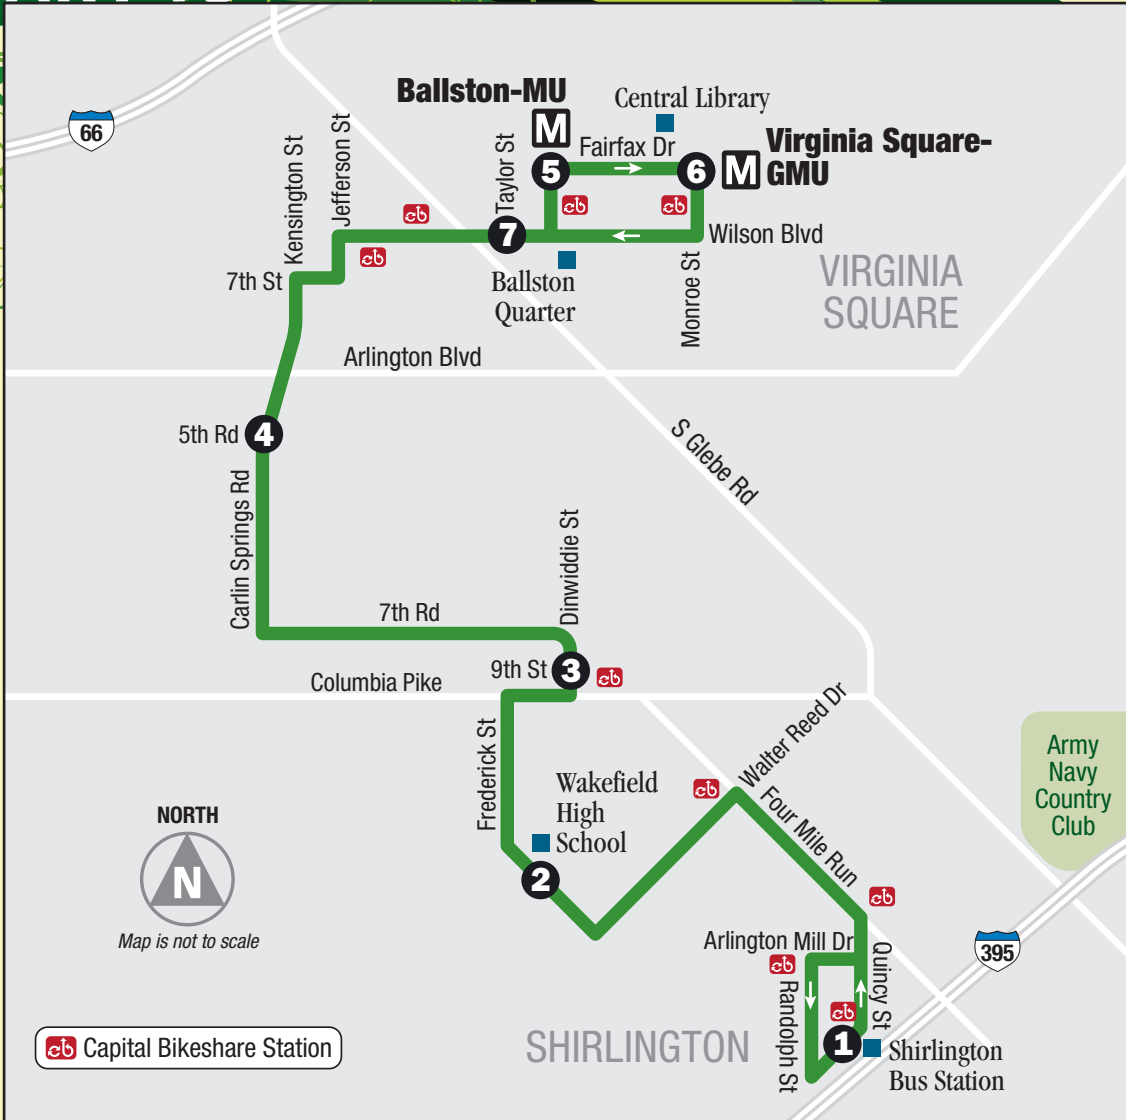 66
Ballston-MU
M
Central Library
Fairfax Dr
Virginia Square-
GMU
M
5
6
Kensington St
Jefferson St
Taylor St
7
Wilson Blvd
7th St
Ballston
Quarter
Monroe St
VIRGINIA
SQUARE
Arlington Blvd
5th Rd
4
S Glebe Rd
Carlin Springs Rd
7th Rd
Dinwiddie St
9th St
3
Columbia Pike
Frederick St
Wakefield
High
School
2
Walter Reed Dr
Four Mile Run
Army
Navy
Country
Club
NORTH
N
Map is not to scale
Arlington Mill Dr
Quincy St
Randolph St
395
1
SHIRLINGTON
Shirlington
Bus Station
Capital Bikeshare Station